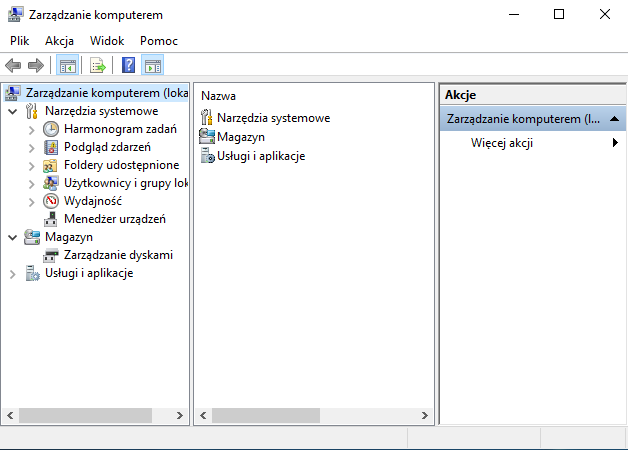 Zarządzanie komputerem
Plik Akcja Widok Pomoc
Zarządzanie komputerem (loka
Narzędzia systemowe
Harmonogram zadań
Podgląd zdarzeń
Foldery udostępnione
Użytkownicy i grupy lok
Wydajność
Menedżer urządzeń
Magazyn
Zarządzanie dyskami
Usługi i aplikacje
Nazwa
Narzędzia systemowe
Magazyn
Usługi i aplikacje
Akcje
Zarządzanie komputerem (l...
Więcej akcji